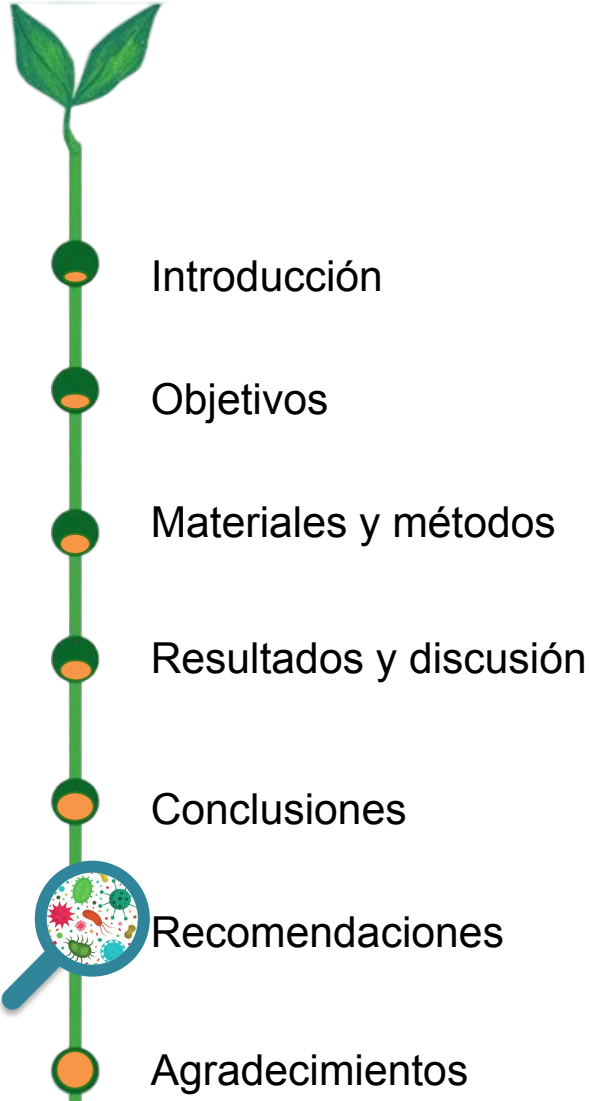 Introducción
Objetivos
Materiales y métodos
Resultados y discusión
Conclusiones
Recomendaciones
Agradecimientos